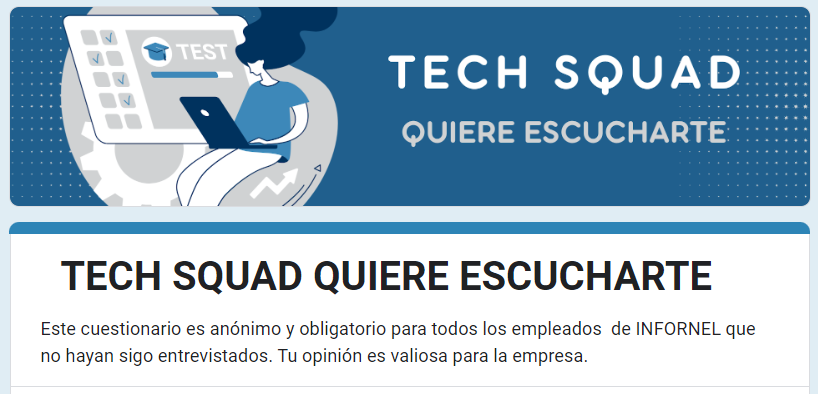 TEST
TECH SQUAD
QUIERE ESCUCHARTE
TECH SQUAD QUIERE ESCUCHARTE
Este cuestionario es anónimo y obligatorio para todos los empleados  de INFORNEL que
no hayan sigo entrevistados. Tu opinión es valiosa para la empresa.